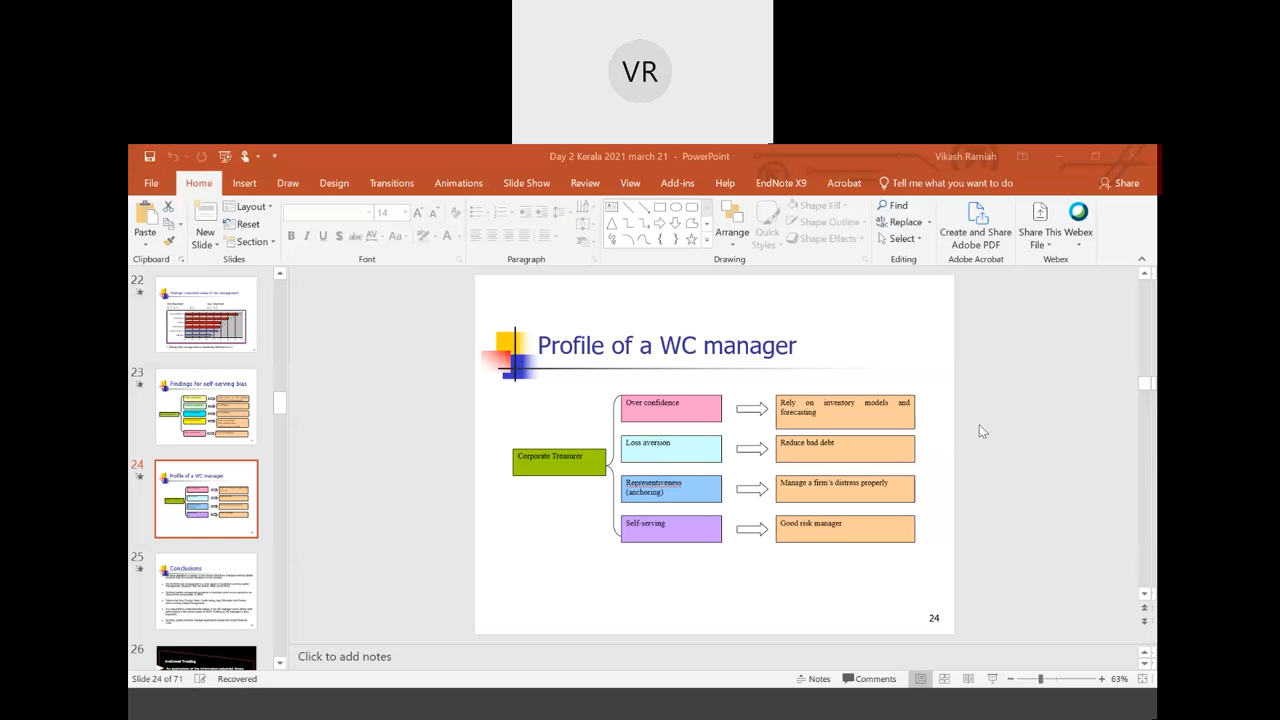 VR
Day 2 Kerala 2021 march 21 - PowerPoint
Vikash Ramiah
File Home Insert Draw Design Transitions Animations Slide Show Review View Add-ins Help EndNote X9 Acrobat Tell me what you want to do Share
Paste
New Slide
Layout
Reset
Section
14
B I U S abc AV Aa A
Arrange
Quick Styles
Shape Fill
Shape Outline
Shape Effects
Find
Replace
Select
Create and Share Adobe PDF
Share This File
Webex
Clipboard Slides Font Paragraph Drawing Editing Adobe Acrobat Webex
22
23
Findings for self-serving bias
24
Profile of a WC manager
25
Conclusions
26
Profile of a WC manager
Corporate Treasurer
Over confidence
Rely on inventory models and
forecasting
Loss aversion
Reduce bad debt
Representiveness
(anchoring)
Manage a firm's distress properly
Self-serving
Good risk manager
24
Click to add notes
Slide 24 of 71 Recovered Notes Comments 63%